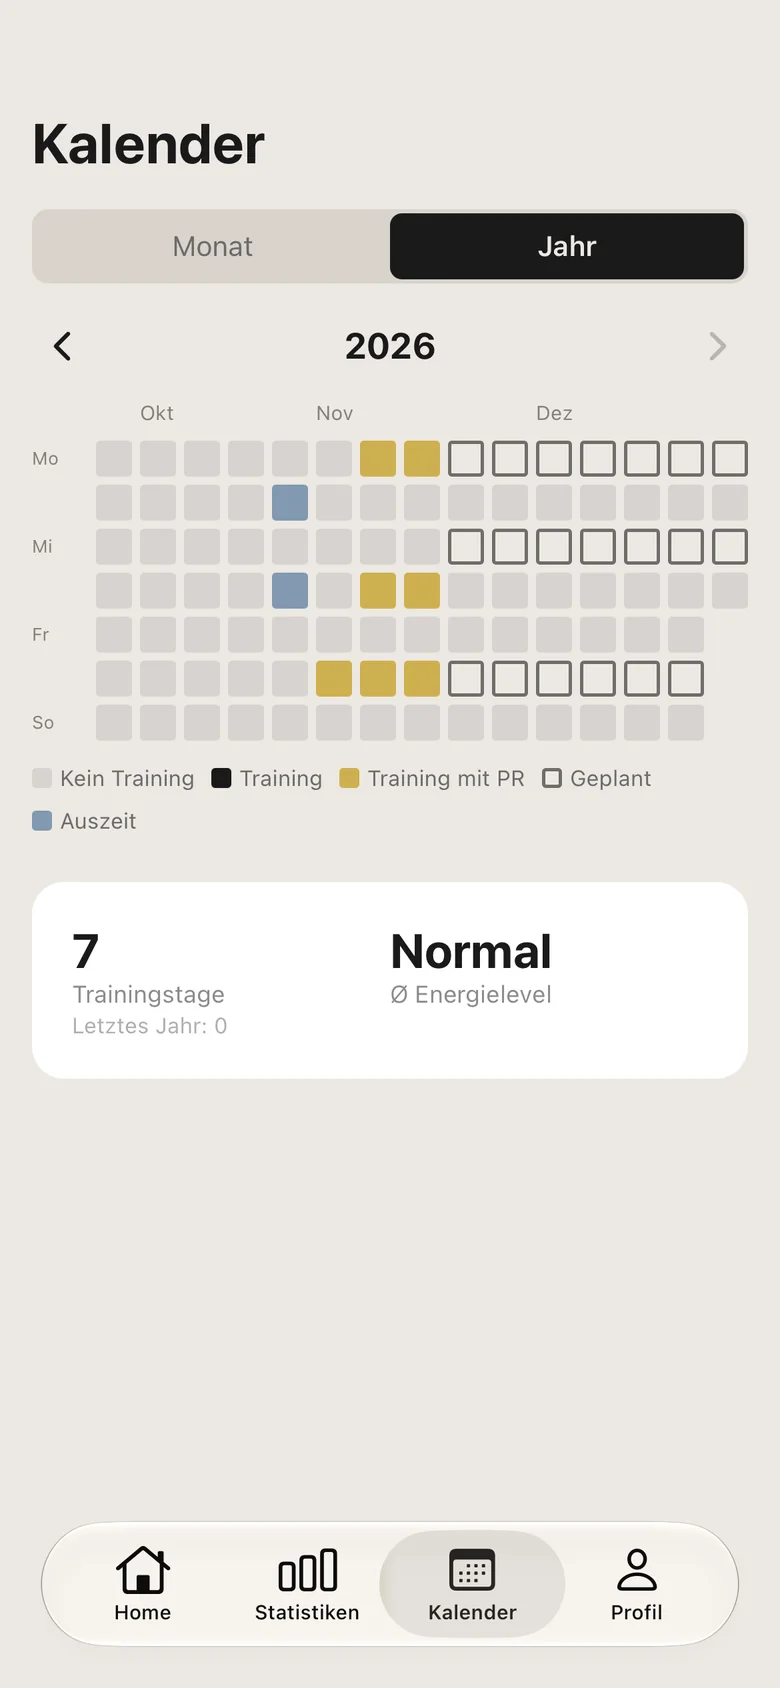 Kalender
Monat Jahr
2026
Okt Nov Dez
Mo
Mi
Fr
So
Kein Training Training Training mit PR Geplant
Auszeit
7 Normal
Trainingstage Ø Energielevel
Letztes Jahr: 0
Home Statistiken Kalender Profil